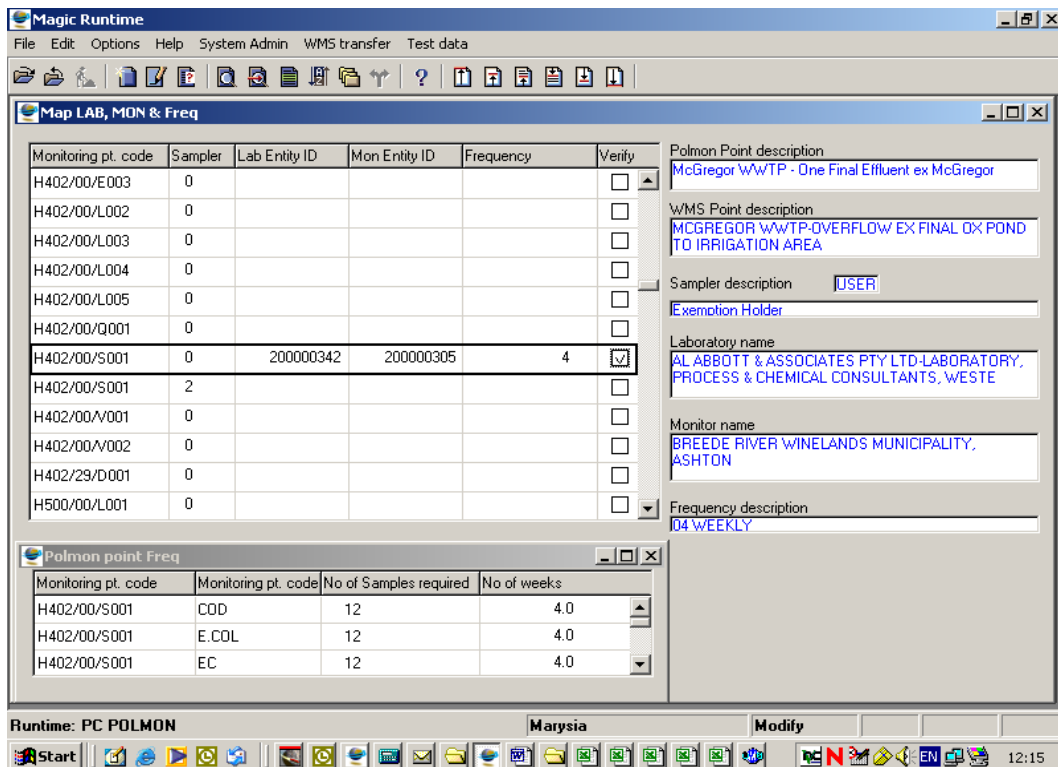 Magic Runtime
File Edit Options Help System Admin WMS transfer Test data
Map LAB, MON & Freq
Monitoring pt. code Sampler Lab Entity ID Mon Entity ID Frequency Verify
H402/00/E003 0
H402/00/L002 0
H402/00/L003 0
H402/00/L004 0
H402/00/L005 0
H402/00/Q001 0
H402/00/S001 0 200000342 200000305 4
H402/00/S001 2
H402/00/V001 0
H402/00/V002 0
H402/29/D001 0
H500/00/L001 0
Polmon Point description
McGregor WWTP - One Final Effluent ex McGregor
WMS Point description
MCGREGOR WWTP-OVERFLOW EX FINAL OX POND
TO IRRIGATION AREA
Sampler description USER
Exemption Holder
Laboratory name
AL ABBOTT & ASSOCIATES PTY LTD-LABORATORY,
PROCESS & CHEMICAL CONSULTANTS, WESTE
Monitor name
BREEDE RIVER WINELANDS MUNICIPALITY,
ASHTON
Frequency description
04 WEEKLY
Polmon point Freq
Monitoring pt. code Monitoring pt. code No of Samples required No of weeks
H402/00/S001 COD 12 4.0
H402/00/S001 E.COL 12 4.0
H402/00/S001 EC 12 4.0
Runtime: PC POLMON Marysia Modify
Start EN 12:15